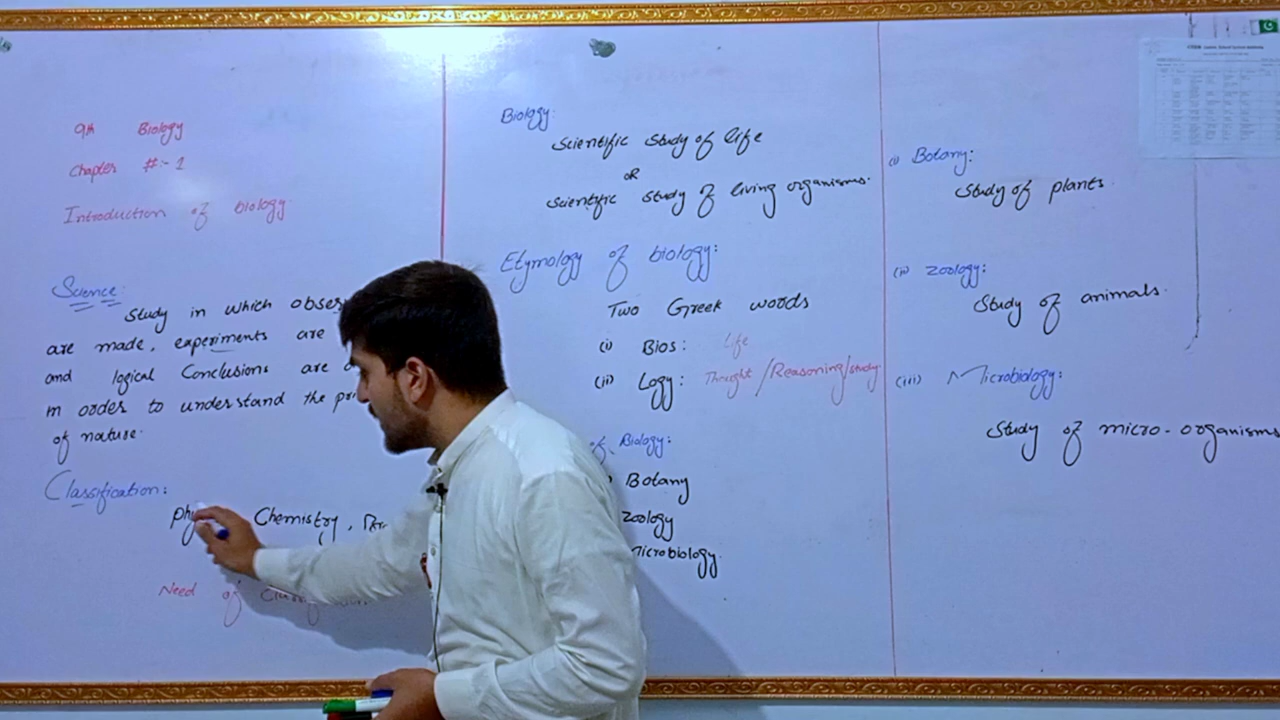 9th Biology
Chapter #:- 1
Introduction of biology
Science:
Study in which
are made, experiments are
and logical Conclusions are
in order to understand the
of nature.
Classification:
Chemistry,
Need of
Biology:
Scientific Study of life
OR
Scientific Study of living organisms.
Etymology of biology:
Two Greek words
(i) Bios: life
(ii) Logy: Thought / Reasoning / study
of Biology:
Botany
Zoology
Microbiology.
(i) Botany:
Study of plants.
(ii) Zoology:
Study of animals.
(iii) Microbiology:
Study of micro-organisms